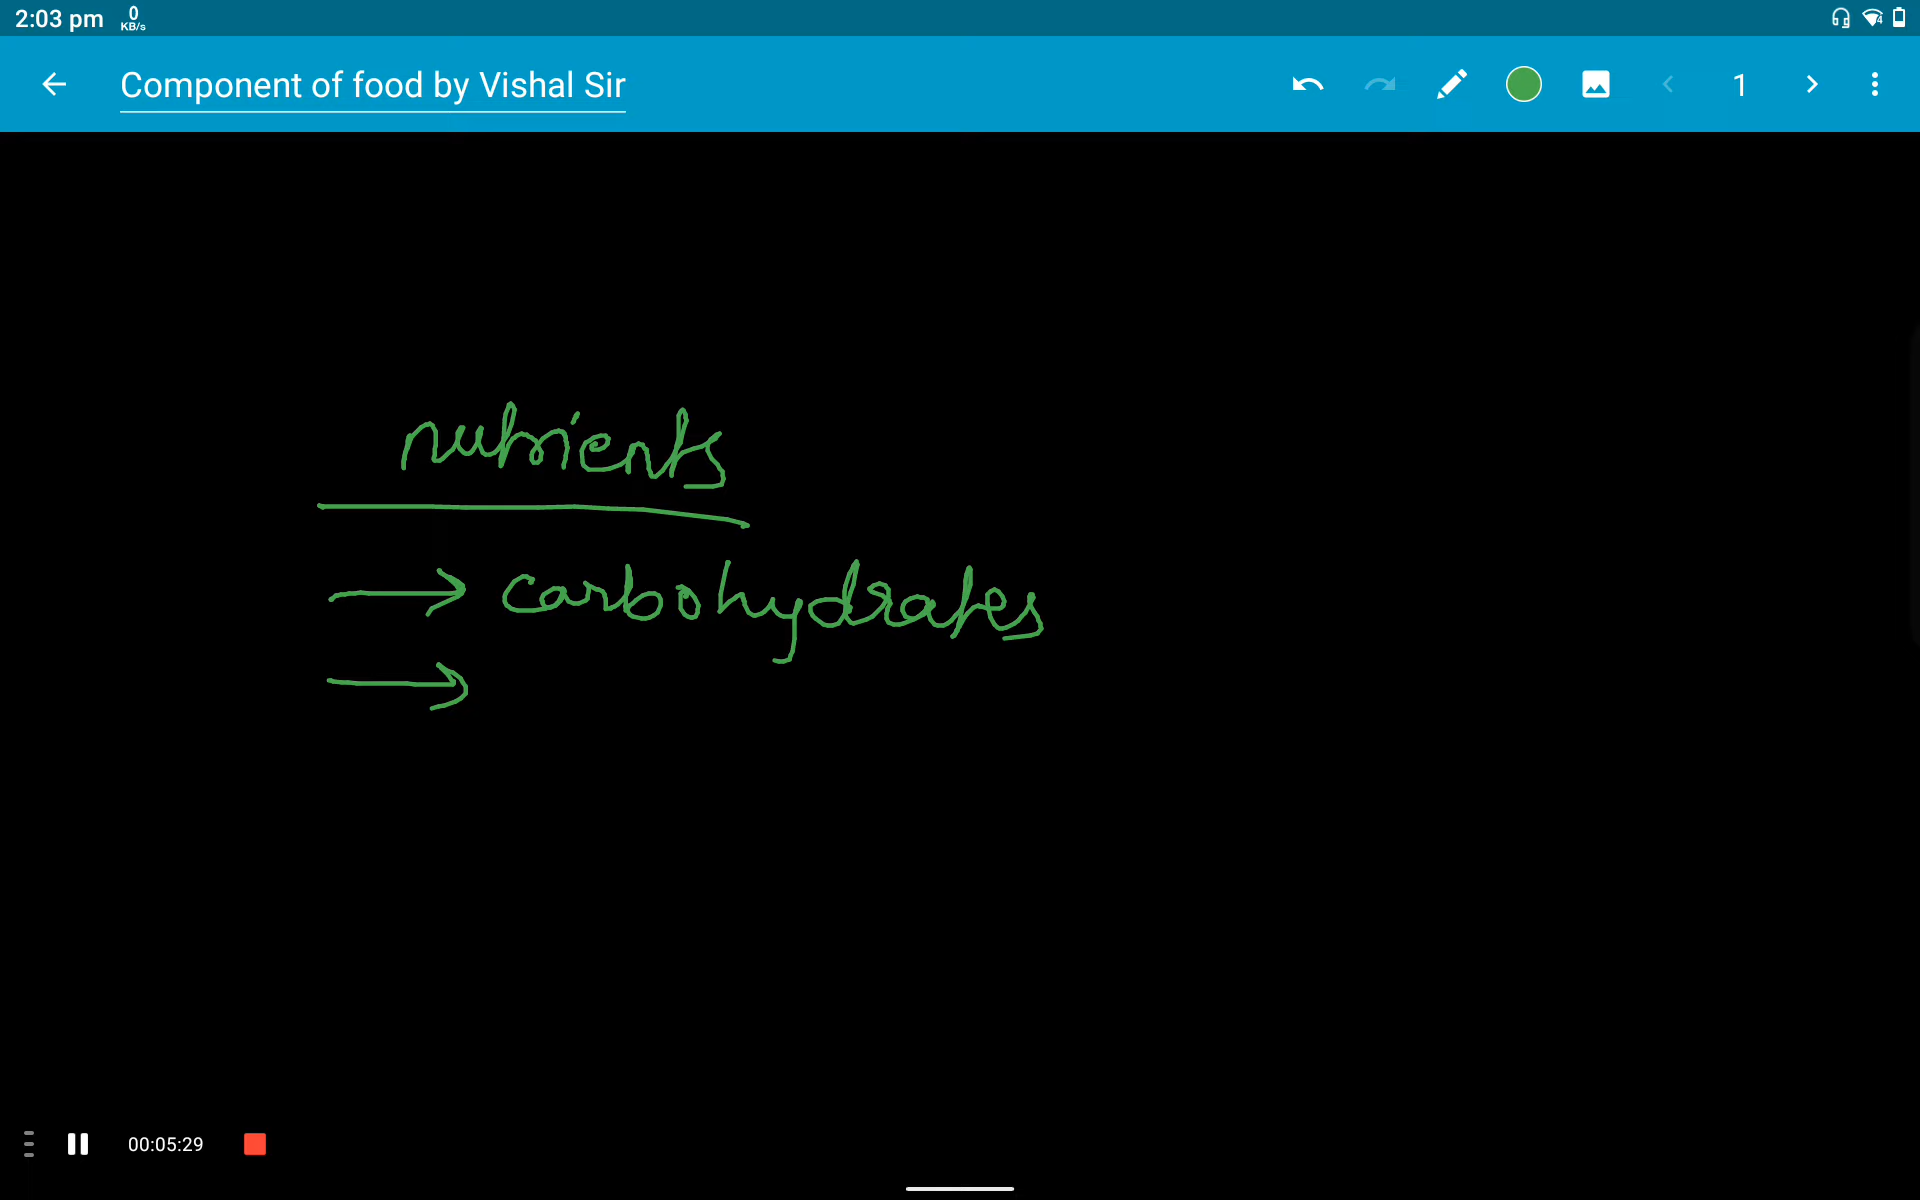 2:03 pm 0 KB/s
Component of food by Vishal Sir 1
nutrients
→ carbohydrates
→
00:05:29